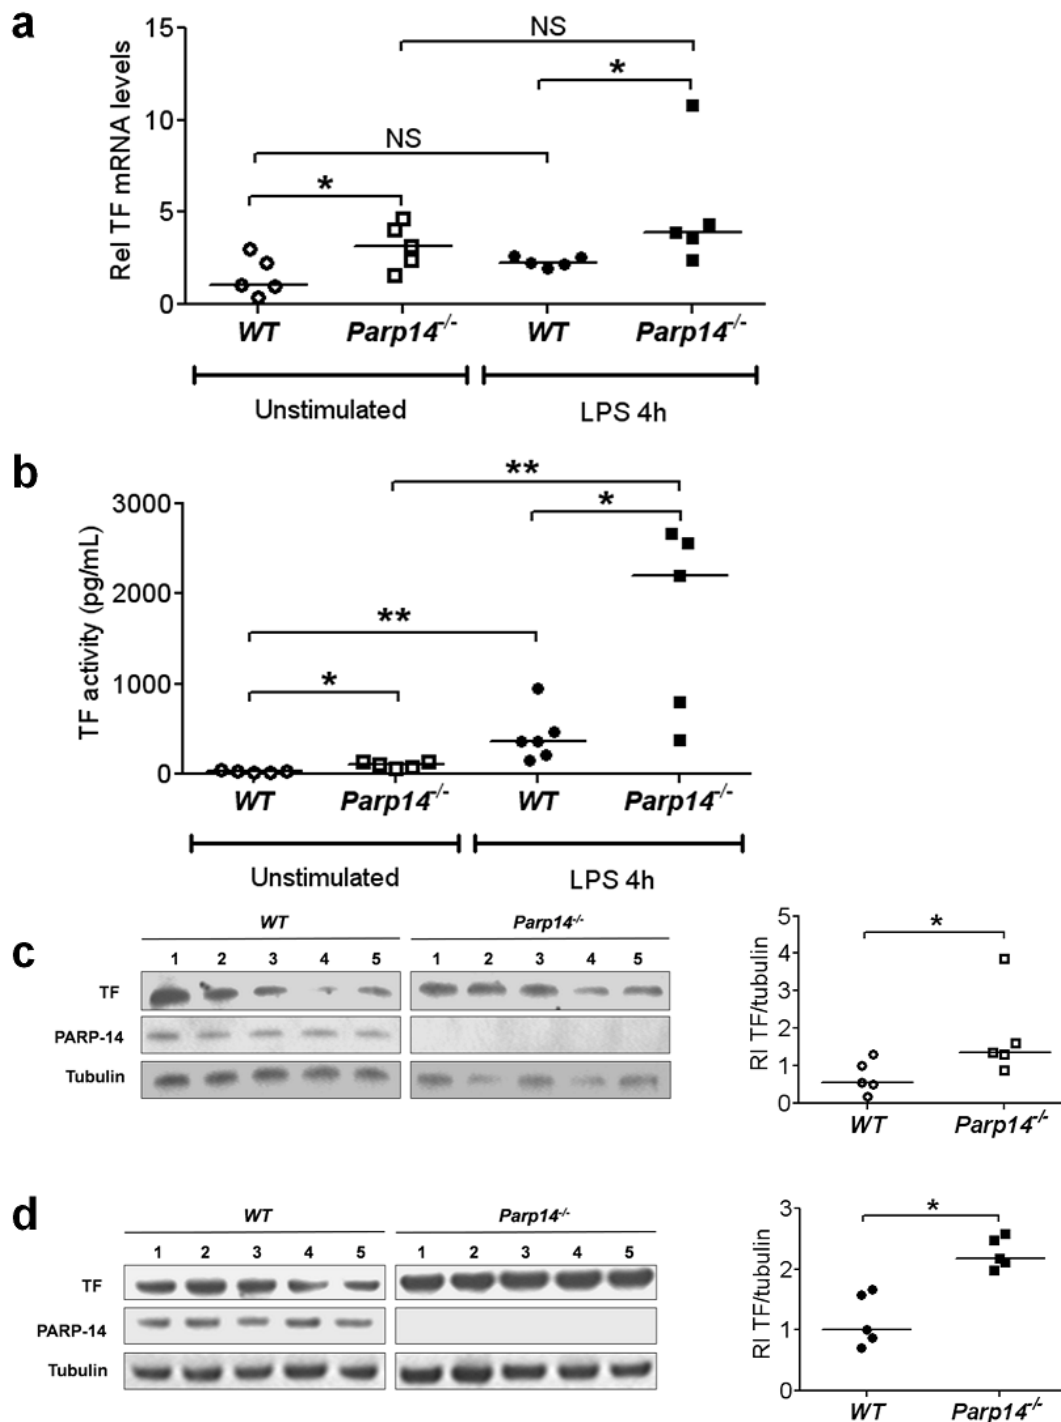 a
Rel TF mRNA levels
15
10
5
0
NS
*
NS
*
WT Parp14-/- WT Parp14-/-
Unstimulated LPS 4h
b
TF activity (pg/mL)
3000
2000
1000
0
**
*
**
*
WT Parp14-/- WT Parp14-/-
Unstimulated LPS 4h
c
WT Parp14-/-
1 2 3 4 5 1 2 3 4 5
TF
PARP-14
Tubulin
RI TF/tubulin
5
4
3
2
1
0
*
WT Parp14-/-
d
WT Parp14-/-
1 2 3 4 5 1 2 3 4 5
TF
PARP-14
Tubulin
RI TF/tubulin
3
2
1
0
*
WT Parp14-/-